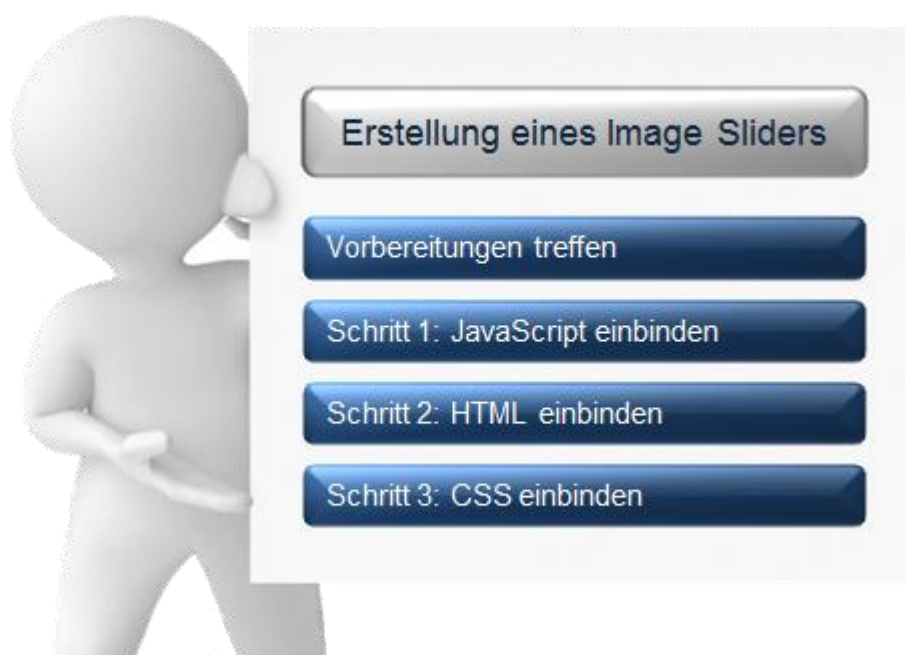 Erstellung eines Image Sliders
Vorbereitungen treffen
Schritt 1: JavaScript einbinden
Schritt 2: HTML einbinden
Schritt 3: CSS einbinden